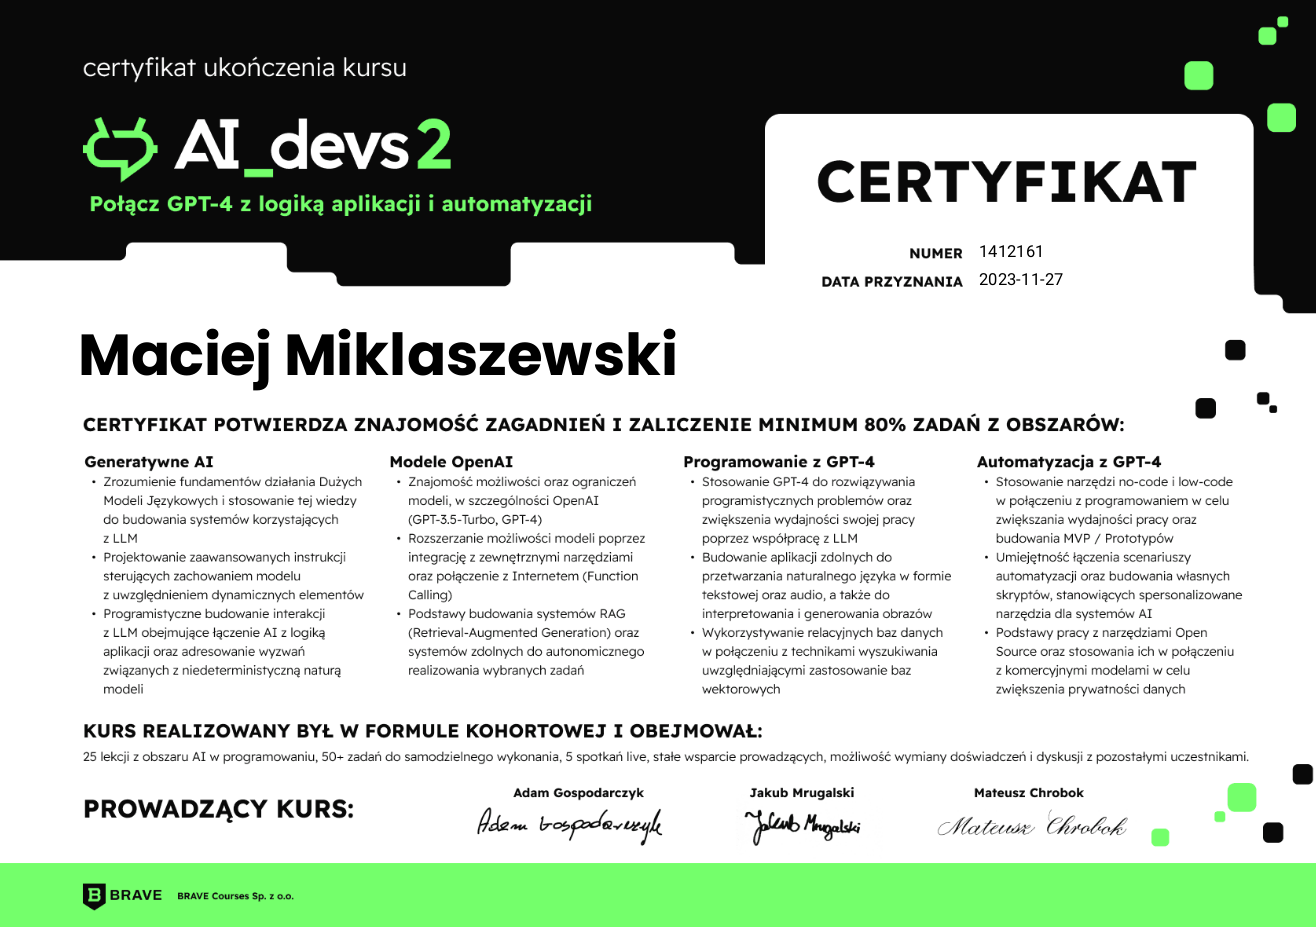 certyfikat ukończenia kursu
AI_devs 2
Połącz GPT-4 z logiką aplikacji i automatyzacji
CERTYFIKAT
NUMER 1412161
DATA PRZYZNANIA 2023-11-27
Maciej Miklaszewski
CERTYFIKAT POTWIERDZA ZNAJOMOŚĆ ZAGADNIEŃ I ZALICZENIE MINIMUM 80% ZADAŃ Z OBSZARÓW:
Generatywne AI
• Zrozumienie fundamentów działania Dużych
Modeli Językowych i stosowanie tej wiedzy
do budowania systemów korzystających
z LLM
• Projektowanie zaawansowanych instrukcji
sterujących zachowaniem modelu
z uwzględnieniem dynamicznych elementów
• Programistyczne budowanie interakcji
z LLM obejmujące łączenie AI z logiką
aplikacji oraz adresowanie wyzwań
związanych z niedeterministyczną naturą
modeli
Modele OpenAI
• Znajomość możliwości oraz ograniczeń
modeli, w szczególności OpenAI
(GPT-3.5-Turbo, GPT-4)
• Rozszerzanie możliwości modeli poprzez
integrację z zewnętrznymi narzędziami
oraz połączenie z Internetem (Function
Calling)
• Podstawy budowania systemów RAG
(Retrieval-Augmented Generation) oraz
systemów zdolnych do autonomicznego
realizowania wybranych zadań
Programowanie z GPT-4
• Stosowanie GPT-4 do rozwiązywania
programistycznych problemów oraz
zwiększenia wydajności swojej pracy
poprzez współpracę z LLM
• Budowanie aplikacji zdolnych do
przetwarzania naturalnego języka w formie
tekstowej oraz audio, a także do
interpretowania i generowania obrazów
• Wykorzystywanie relacyjnych baz danych
w połączeniu z technikami wyszukiwania
uwzględniającymi zastosowanie baz
wektorowych
Automatyzacja z GPT-4
• Stosowanie narzędzi no-code i low-code
w połączeniu z programowaniem w celu
zwiększania wydajności pracy oraz
budowania MVP / Prototypów
• Umiejętność łączenia scenariuszy
automatyzacji oraz budowania własnych
skryptów, stanowiących spersonalizowane
narzędzia dla systemów AI
• Podstawy pracy z narzędziami Open
Source oraz stosowania ich w połączeniu
z komercyjnymi modelami w celu
zwiększenia prywatności danych
KURS REALIZOWANY BYŁ W FORMULE KOHORTOWEJ I OBEJMOWAŁ:
25 lekcji z obszaru AI w programowaniu, 50+ zadań do samodzielnego wykonania, 5 spotkań live, stałe wsparcie prowadzących, możliwość wymiany doświadczeń i dyskusji z pozostałymi uczestnikami.
PROWADZĄCY KURS:
Adam Gospodarczyk
Adam Gospodarczyk
Jakub Mrugalski
Jakub Mrugalski
Mateusz Chrobok
Mateusz Chrobok
B BRAVE BRAVE Courses Sp. z o.o.